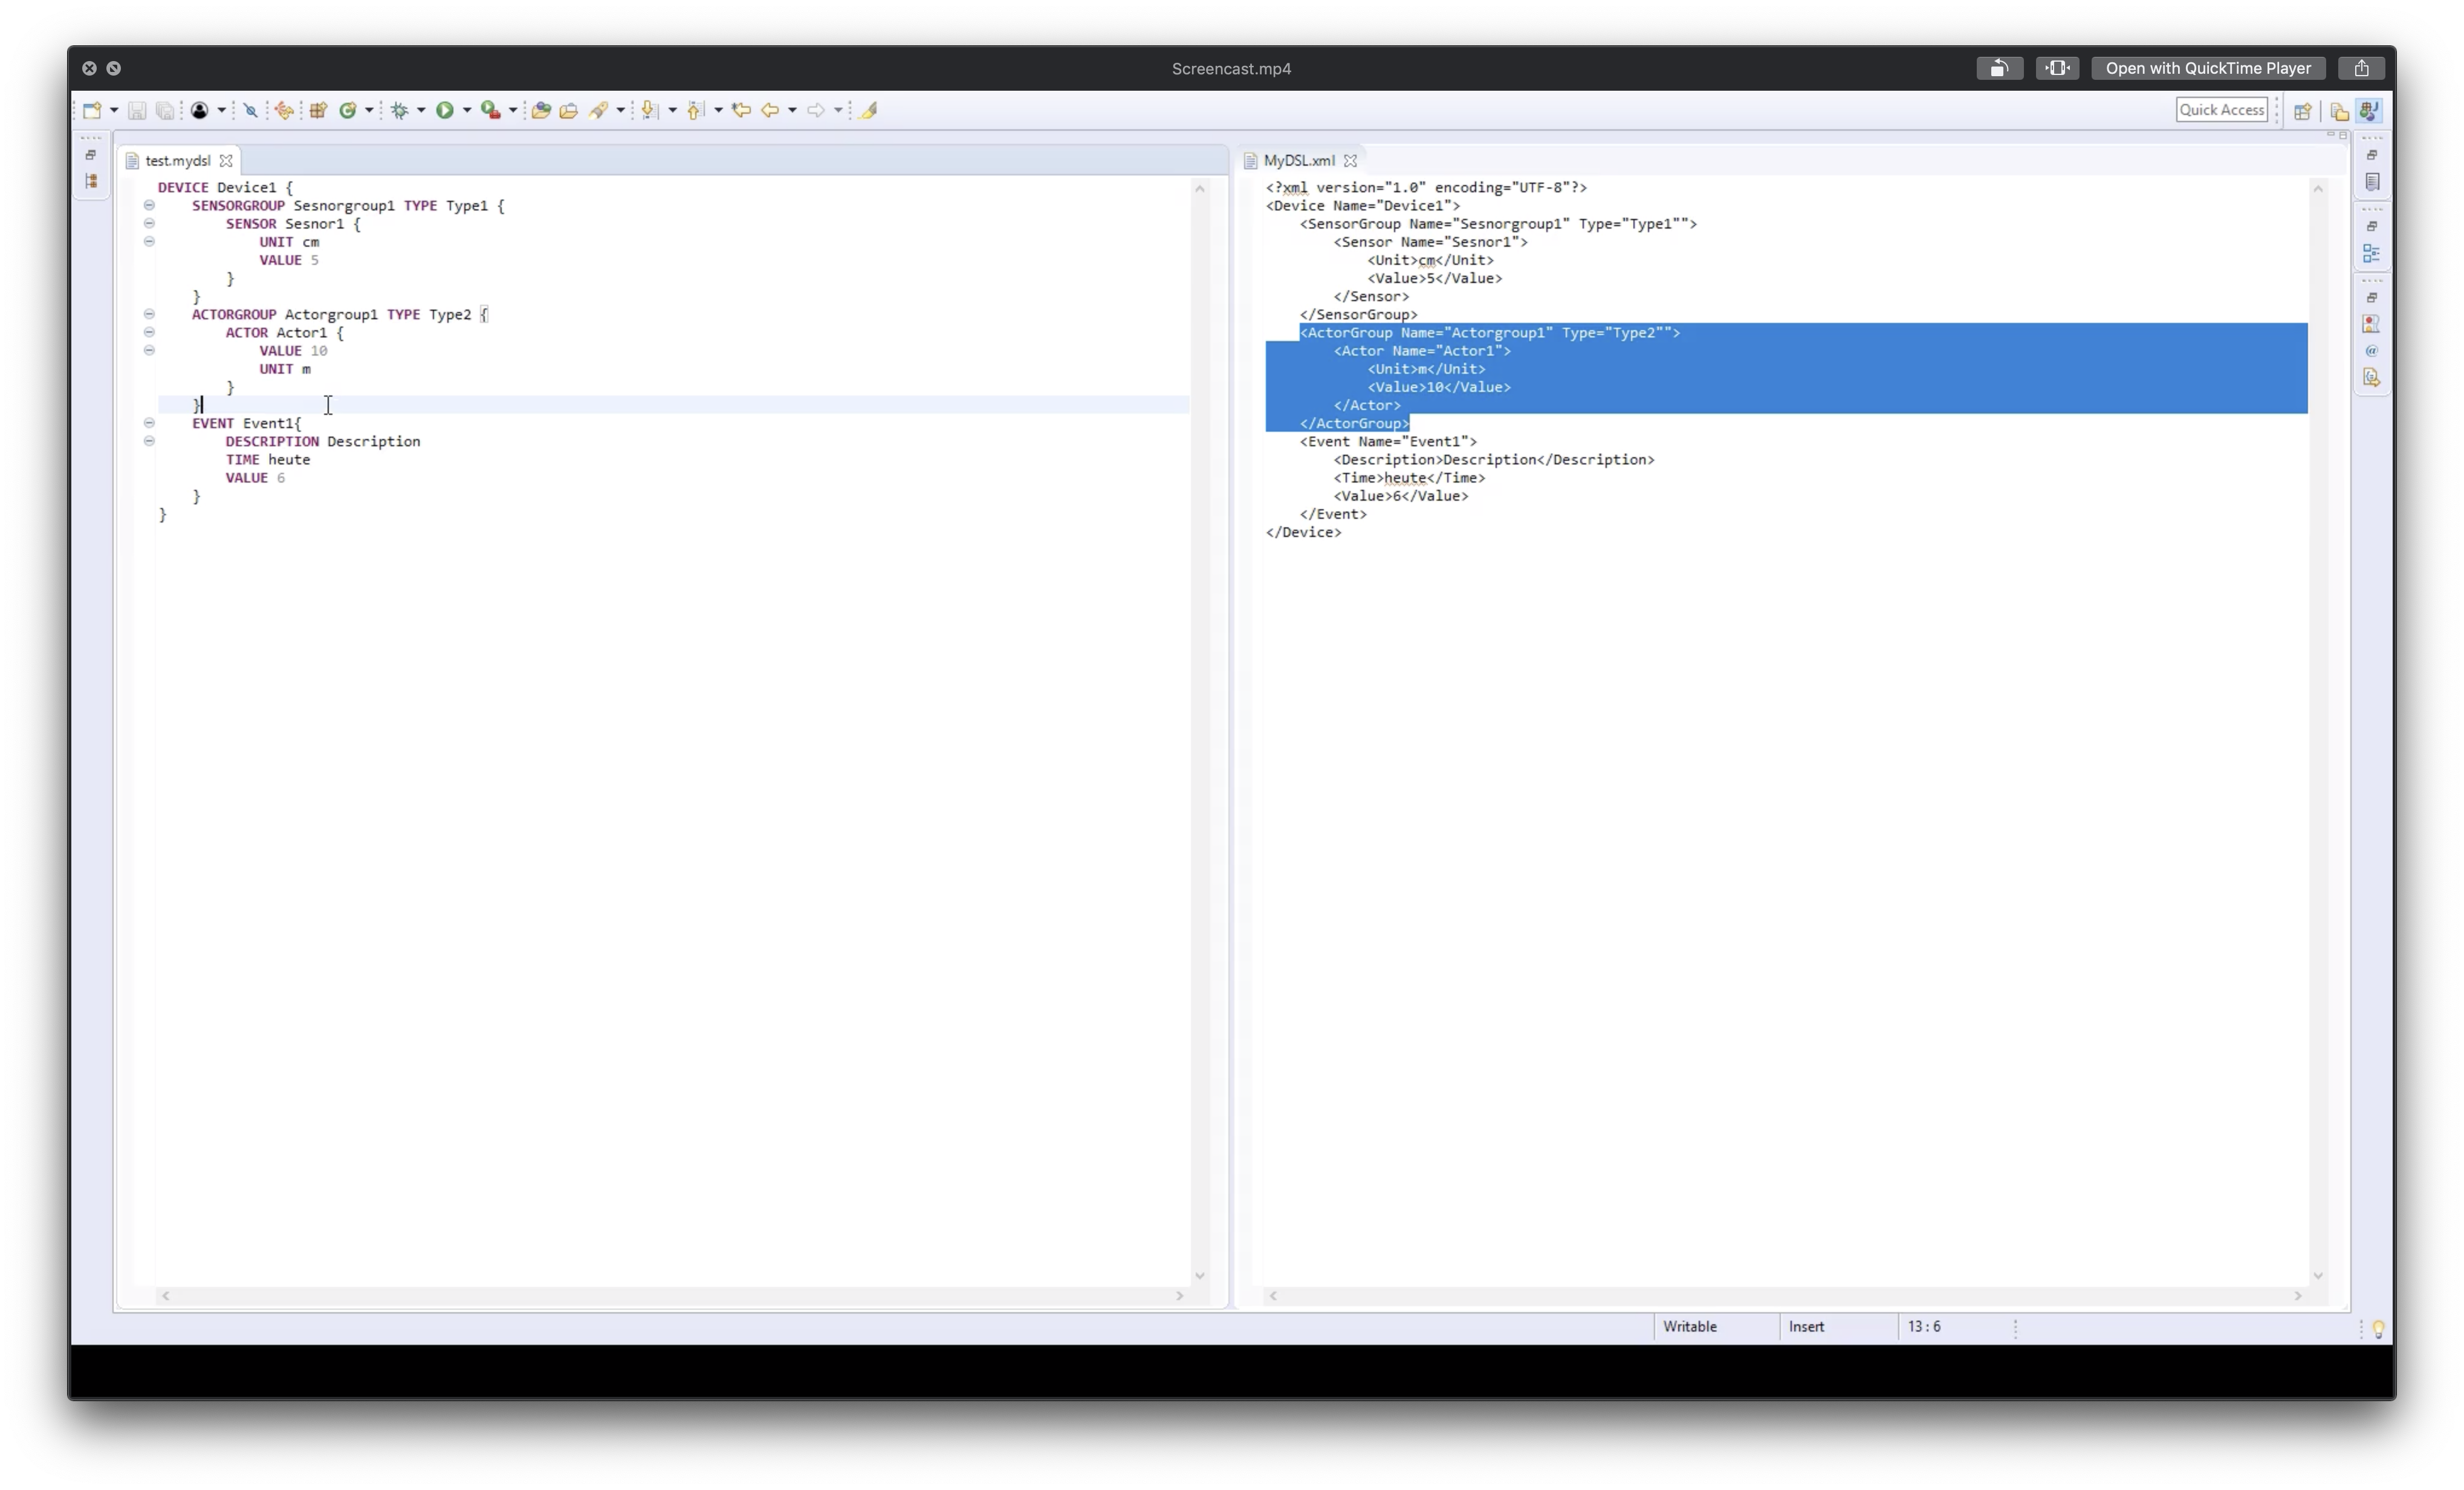 Screencast.mp4
Open with QuickTime Player
Quick Access
test.mydsl
DEVICE Device1 {
SENSORGROUP Sesnorgroup1 TYPE Type1 {
SENSOR Sesnor1 {
UNIT cm
VALUE 5
}
}
ACTORGROUP Actorgroup1 TYPE Type2 {
ACTOR Actor1 {
VALUE 10
UNIT m
}
}
EVENT Event1{
DESCRIPTION Description
TIME heute
VALUE 6
}
}
MyDSL.xml
<?xml version="1.0" encoding="UTF-8"?>
<Device Name="Device1">
<SensorGroup Name="Sesnorgroup1" Type="Type1"">
<Sensor Name="Sesnor1">
<Unit>cm</Unit>
<Value>5</Value>
</Sensor>
</SensorGroup>
<ActorGroup Name="Actorgroup1" Type="Type2"">
<Actor Name="Actor1">
<Unit>m</Unit>
<Value>10</Value>
</Actor>
</ActorGroup>
<Event Name="Event1">
<Description>Description</Description>
<Time>heute</Time>
<Value>6</Value>
</Event>
</Device>
Writable
Insert
13 : 6